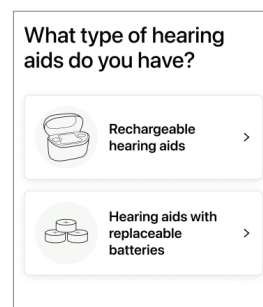 What type of hearing
aids do you have?
Rechargeable
hearing aids
Hearing aids with
replaceable
batteries